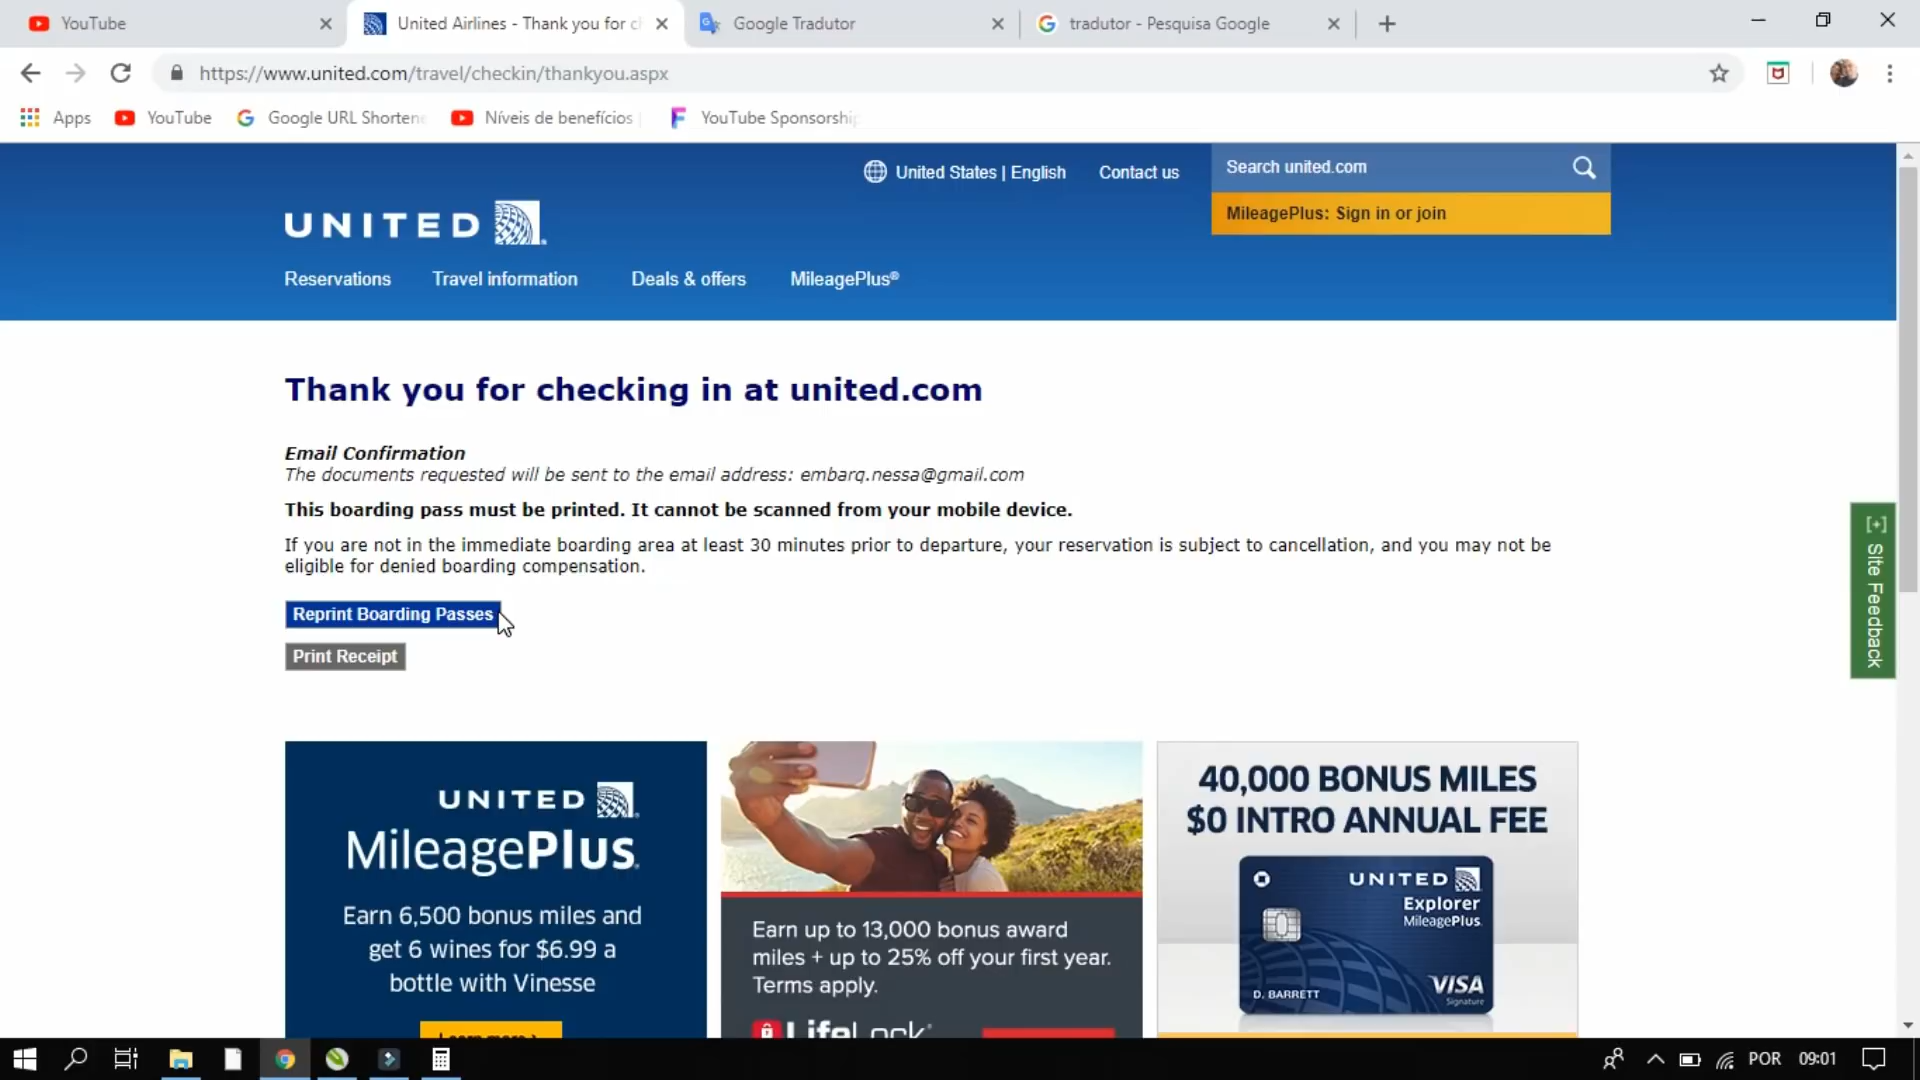 YouTube
United Airlines - Thank you for c
Google Tradutor
tradutor - Pesquisa Google
https://www.united.com/travel/checkin/thankyou.aspx
Apps
YouTube
Google URL Shortene
Níveis de benefícios
YouTube Sponsorship
United States | English
Contact us
Search united.com
UNITED
MileagePlus: Sign in or join
Reservations
Travel information
Deals & offers
MileagePlus®
Thank you for checking in at united.com
Email Confirmation
The documents requested will be sent to the email address: embarq.nessa@gmail.com
This boarding pass must be printed. It cannot be scanned from your mobile device.
If you are not in the immediate boarding area at least 30 minutes prior to departure, your reservation is subject to cancellation, and you may not be
eligible for denied boarding compensation.
Reprint Boarding Passes
Print Receipt
[+] Site Feedback
UNITED
MileagePlus
Earn 6,500 bonus miles and
get 6 wines for $6.99 a
bottle with Vinesse
Learn more >
Earn up to 13,000 bonus award
miles + up to 25% off your first year.
Terms apply.
LifeLock
40,000 BONUS MILES
$0 INTRO ANNUAL FEE
UNITED
Explorer
MileagePlus
VISA
Signature
D. BARRETT
POR
09:01